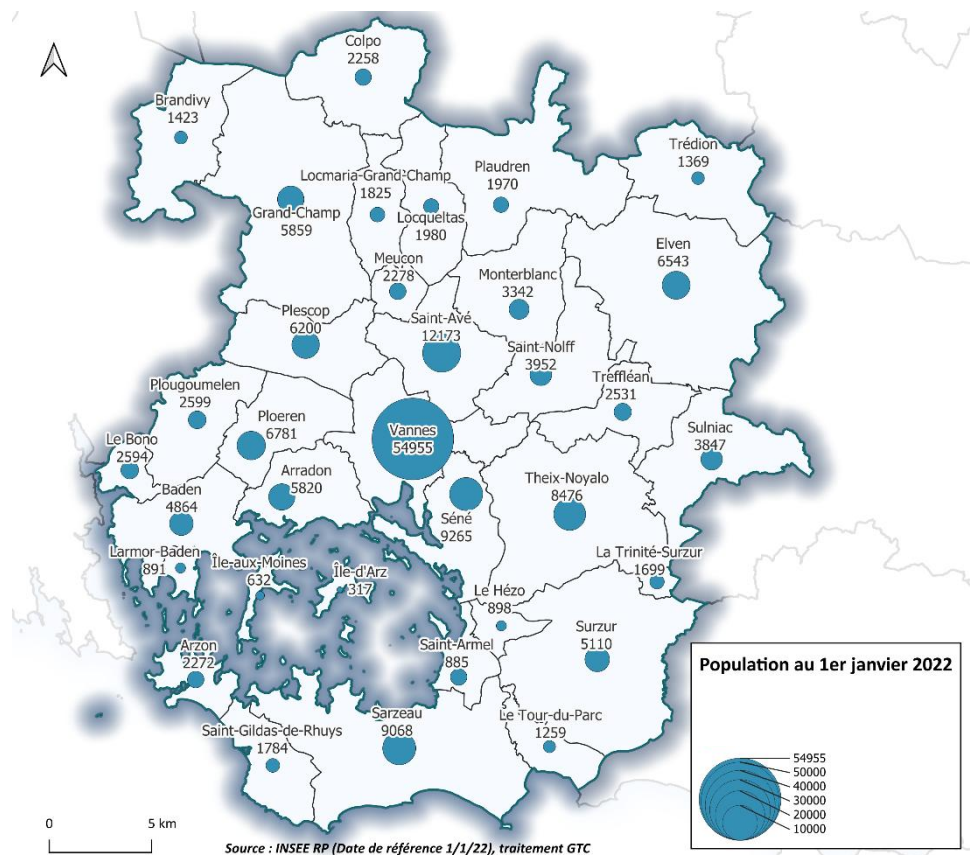 Colpo
2258
Brandivy
1423
Trédion
1369
Locmaria-Grand-Champ
1825
Plaudren
1970
Grand-Champ
5859
Locqueltas
1980
Elven
6543
Meucon
2278
Monterblanc
3342
Plescop
6200
Saint-Avé
12173
Saint-Nolff
3952
Treffléan
2531
Plougoumelen
2599
Ploeren
6781
Vannes
54955
Sulniac
3847
Le Bono
2594
Arradon
5820
Theix-Noyalo
8476
Baden
4864
Séné
9265
Larmor-Baden
891
Île-aux-Moines
632
Île-d'Arz
317
La Trinité-Surzur
1699
Le Hézo
898
Surzur
5110
Arzon
2272
Saint-Armel
885
Saint-Gildas-de-Rhuys
1784
Sarzeau
9068
Le Tour-du-Parc
1259
Population au 1er janvier 2022
54955
50000
40000
30000
20000
10000
0 5 km
Source : INSEE RP (Date de référence 1/1/22), traitement GTC